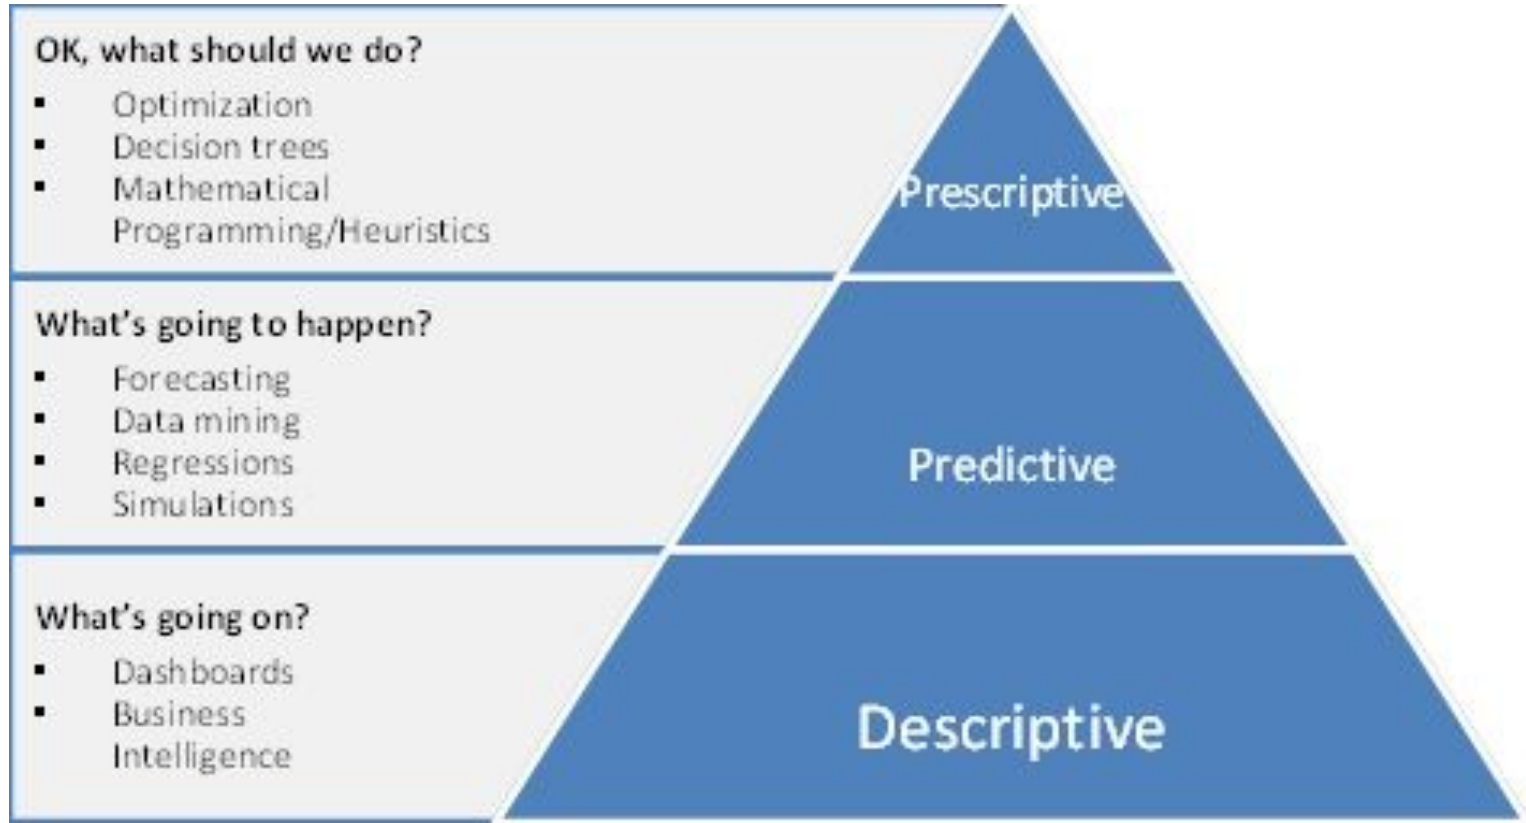 OK, what should we do?
▪ Optimization
▪ Decision trees
▪ Mathematical
Programming/Heuristics
Prescriptive
What's going to happen?
▪ Forecasting
▪ Data mining
▪ Regressions
▪ Simulations
Predictive
What's going on?
▪ Dashboards
▪ Business
Intelligence
Descriptive